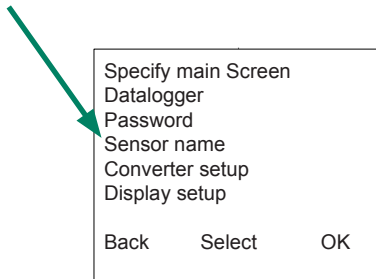 Specify main Screen
Datalogger
Password
Sensor name
Converter setup
Display setup
Back Select OK